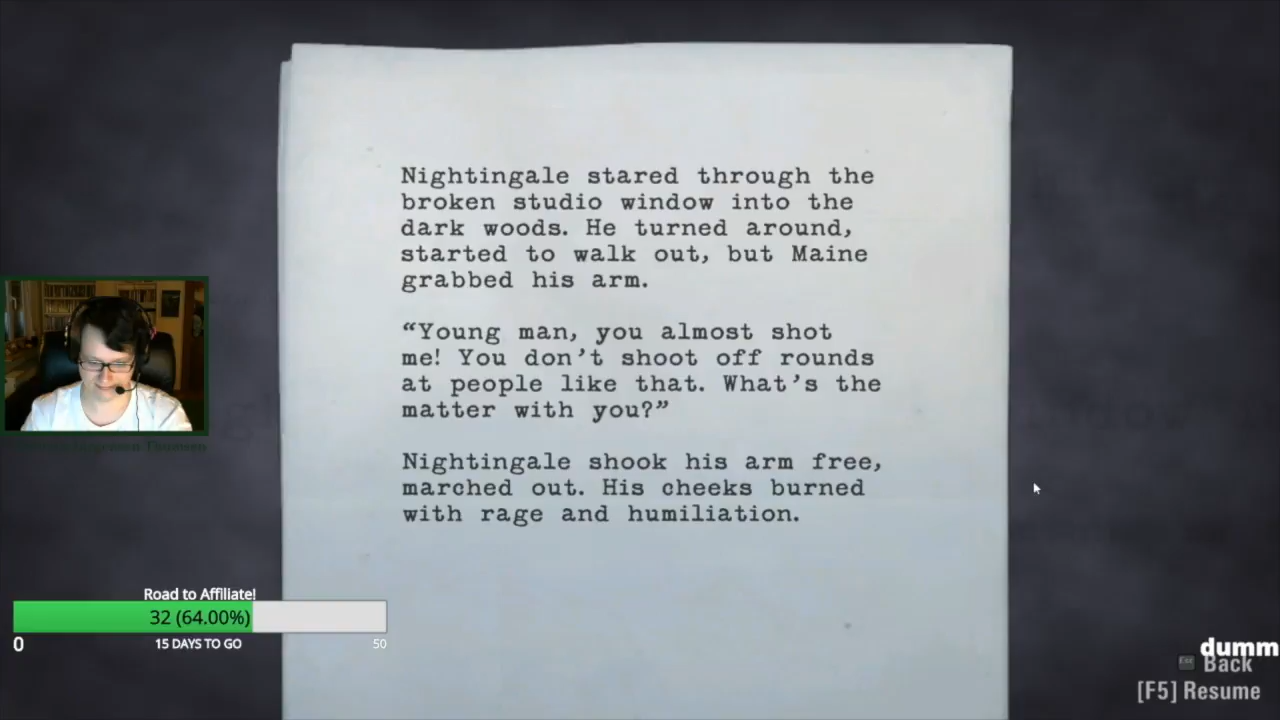 Nightingale stared through the
broken studio window into the
dark woods. He turned around,
started to walk out, but Maine
grabbed his arm.
“Young man, you almost shot
me! You don’t shoot off rounds
at people like that. What’s the
matter with you?”
Nightingale shook his arm free,
marched out. His cheeks burned
with rage and humiliation.
Road to Affiliate!
32 (64.00%)
0
15 DAYS TO GO
50
dumm
Esc Back
[F5] Resume